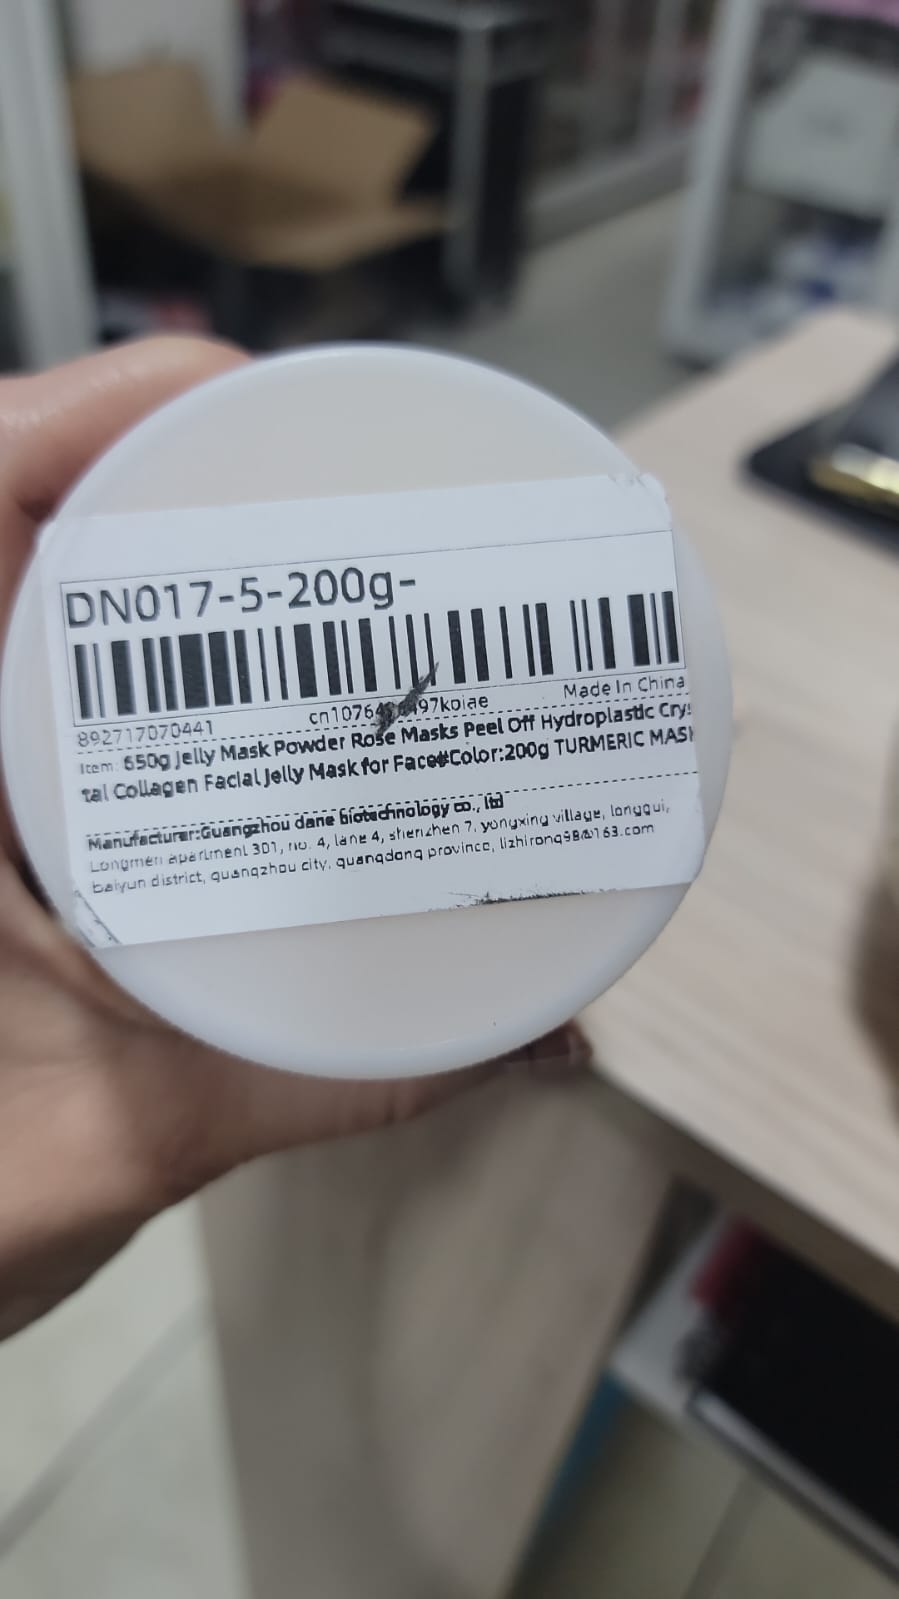 DN017-5-200g-
892717070441
Made In China
Item: 650g Jelly Mask Powder Rose Masks Peel Off Hydroplastic Crys
tal Collagen Facial Jelly Mask for Face#Color:200g TURMERIC MASK
Manufacturer:Guangzhou dane biotechnology co., ltd
Longmen apartment 301, no. 4, lane 4, shenzhen 7, yongxing village, longgui,
baiyun district, guangzhou city, guangdong province, lizhirong98@163.com